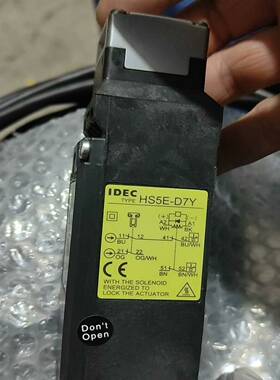 IDEC
TYPE HS5E-D7Y
(+) (−)
A2 A1
WH BK
11 12 41 42
BU BU/WH
21 22
OG OG/WH
51 52
BN BN/WH
CE
WITH THE SOLENOID
ENERGIZED TO
LOCK THE ACTUATOR
Don't
Open